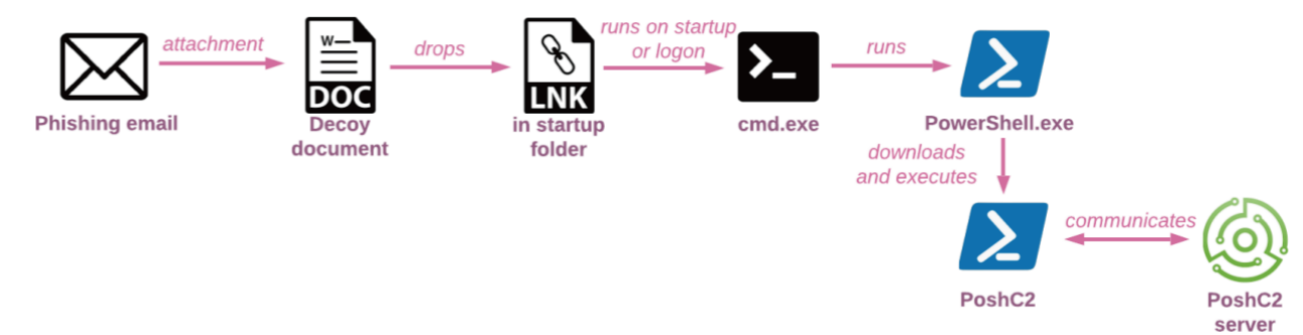 attachment
Phishing email
W
DOC
Decoy
document
drops
LNK
in startup
folder
runs on startup
or logon
cmd.exe
runs
PowerShell.exe
downloads
and executes
PoshC2
communicates
PoshC2
server